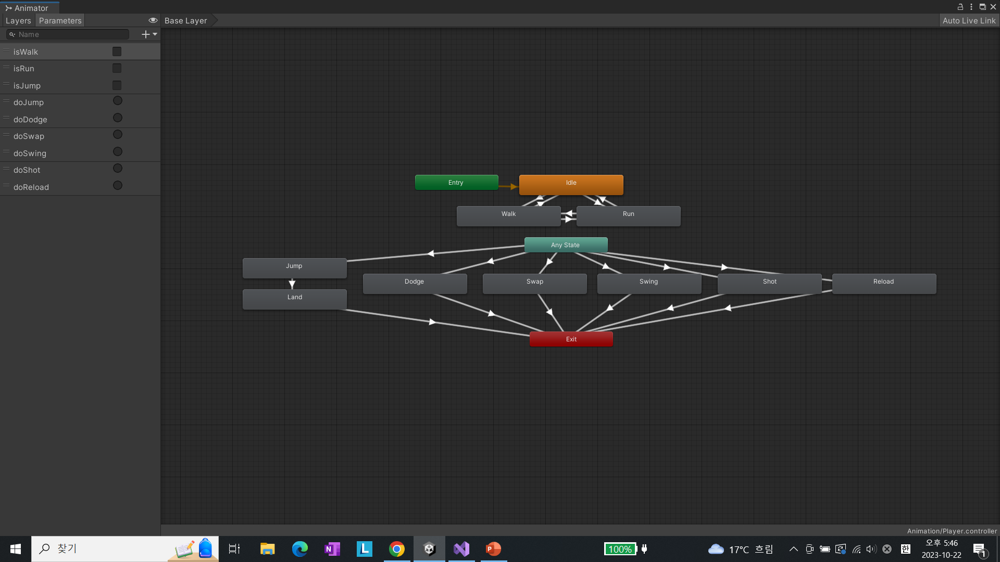 Animator
Layers Parameters
Base Layer
Auto Live Link
Name
isWalk
isRun
isJump
doJump
doDodge
doSwap
doSwing
doShot
doReload
Entry
Idle
Walk
Run
Any State
Jump
Dodge
Swap
Swing
Shot
Reload
Land
Exit
Animation/Player.controller
찾기
N
L
P
100%
17°C 흐림
한
오후 5:46
2023-10-22
1